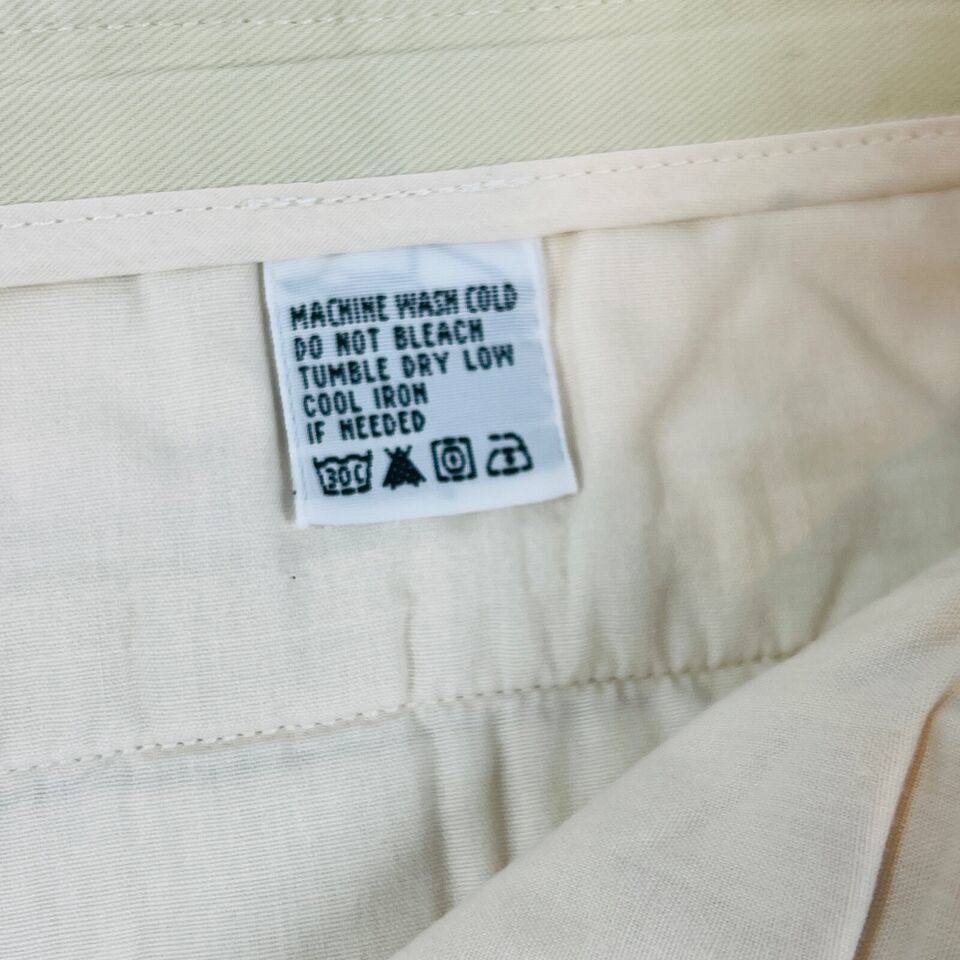 MACHINE WASH COLD
DO NOT BLEACH
TUMBLE DRY LOW
COOL IRON
IF NEEDED
30C